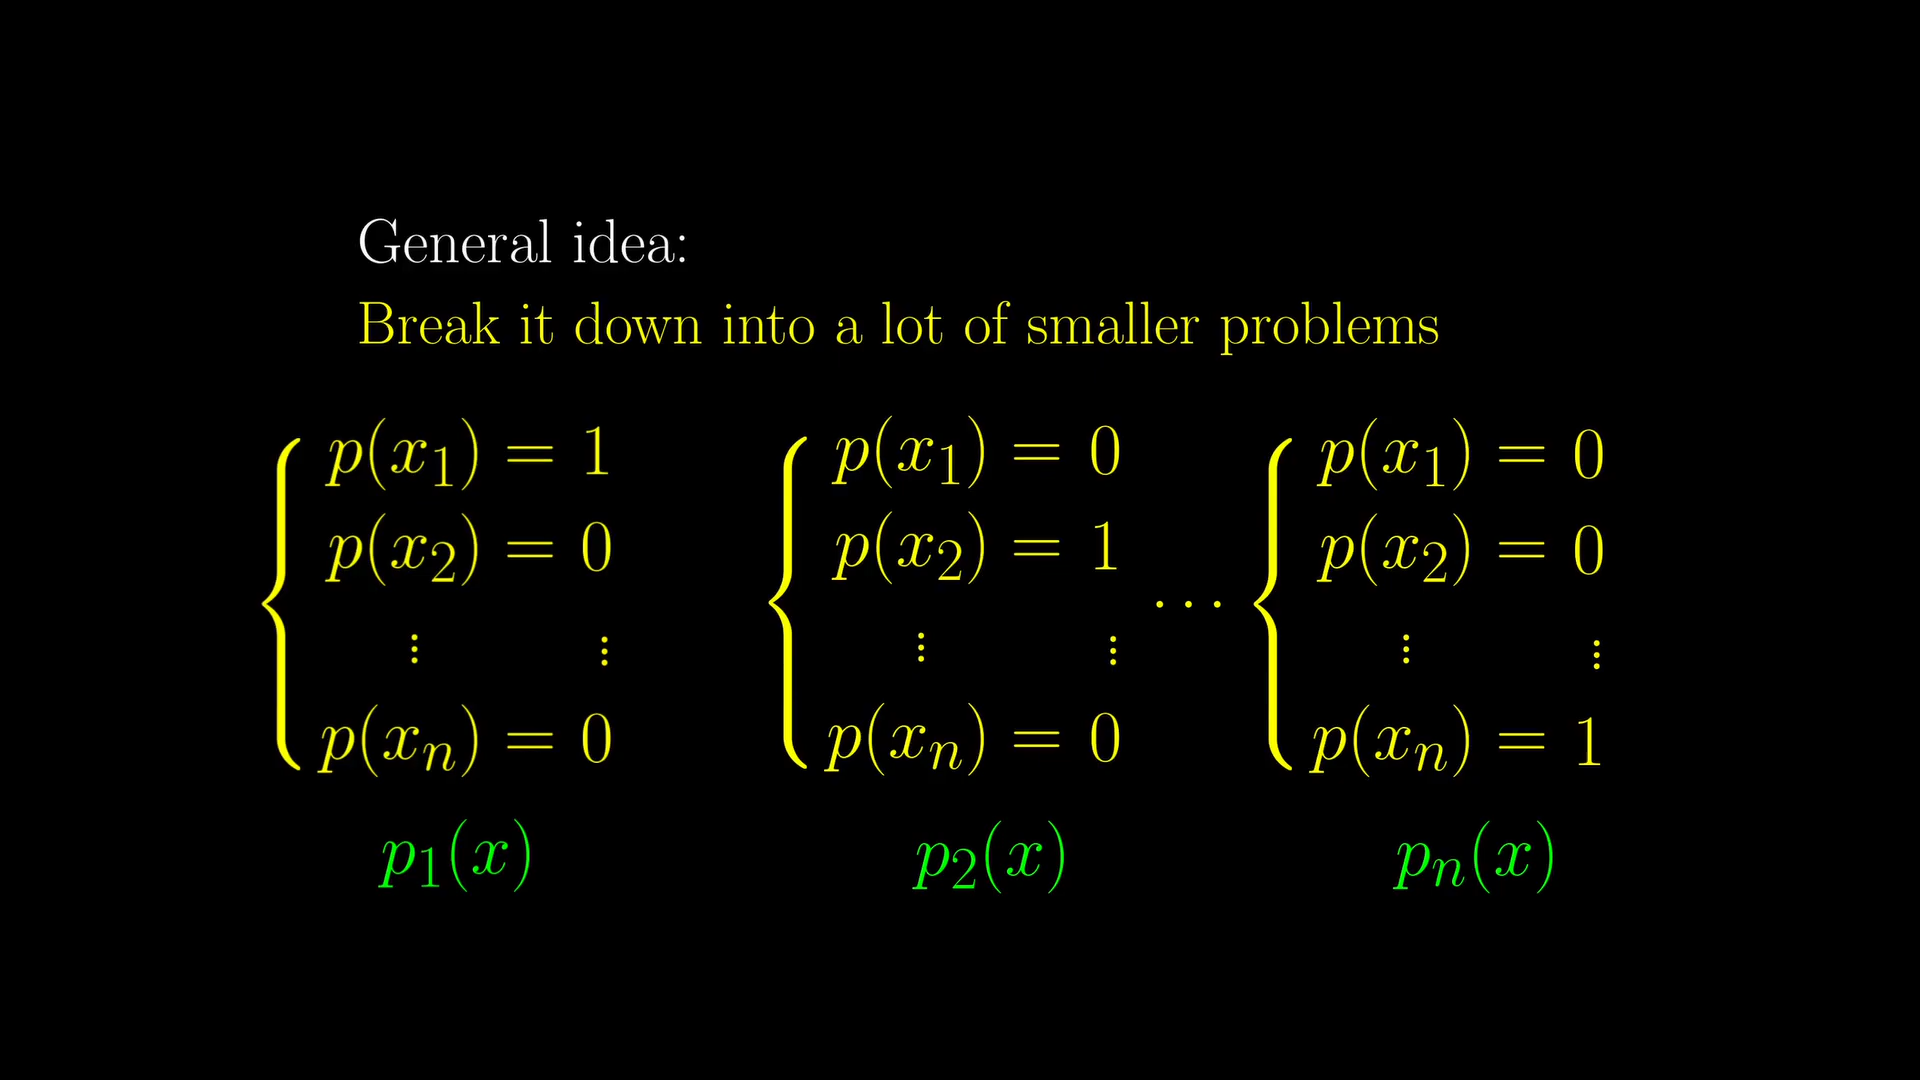 General idea:
Break it down into a lot of smaller problems
p(x₁) = 1 p(x₁) = 0 p(x₁) = 0
p(x₂) = 0 p(x₂) = 1 p(x₂) = 0
⋮ ⋮ ⋮ ⋮ ⋯ ⋮ ⋮
p(xₙ) = 0 p(xₙ) = 0 p(xₙ) = 1
p₁(x) p₂(x) pₙ(x)